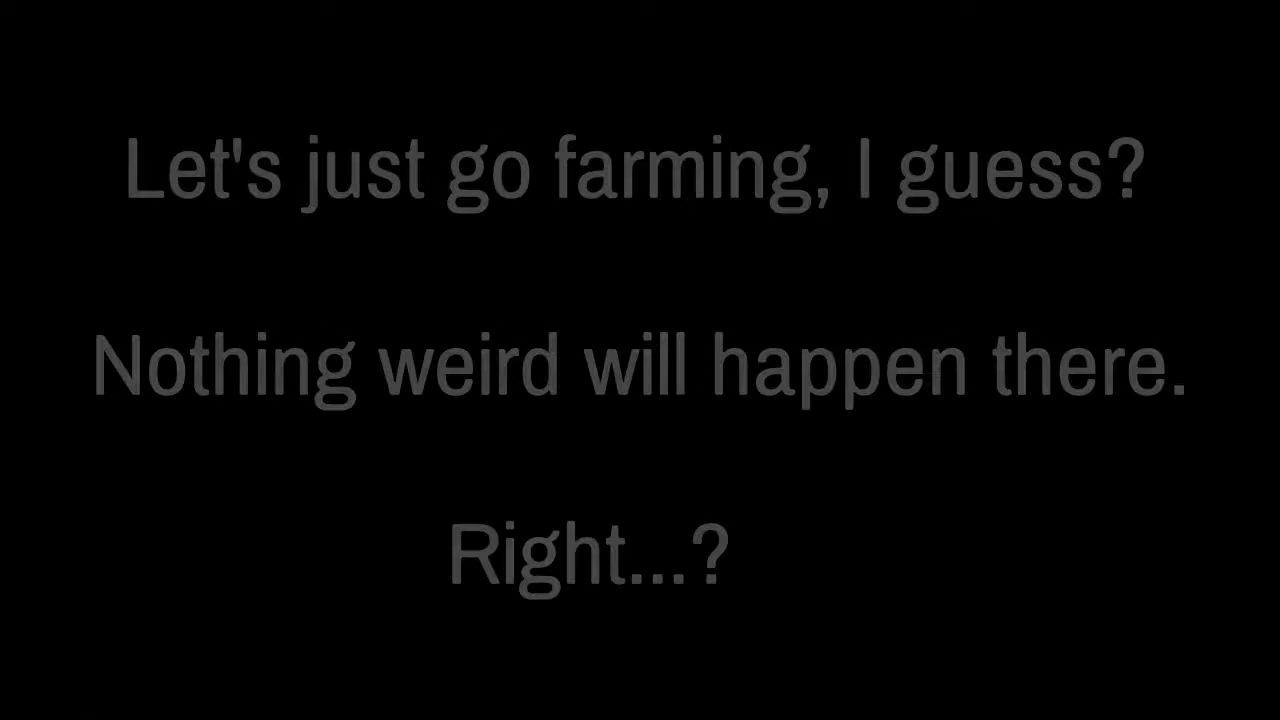 Let's just go farming, I guess?
Nothing weird will happen there.
Right...?